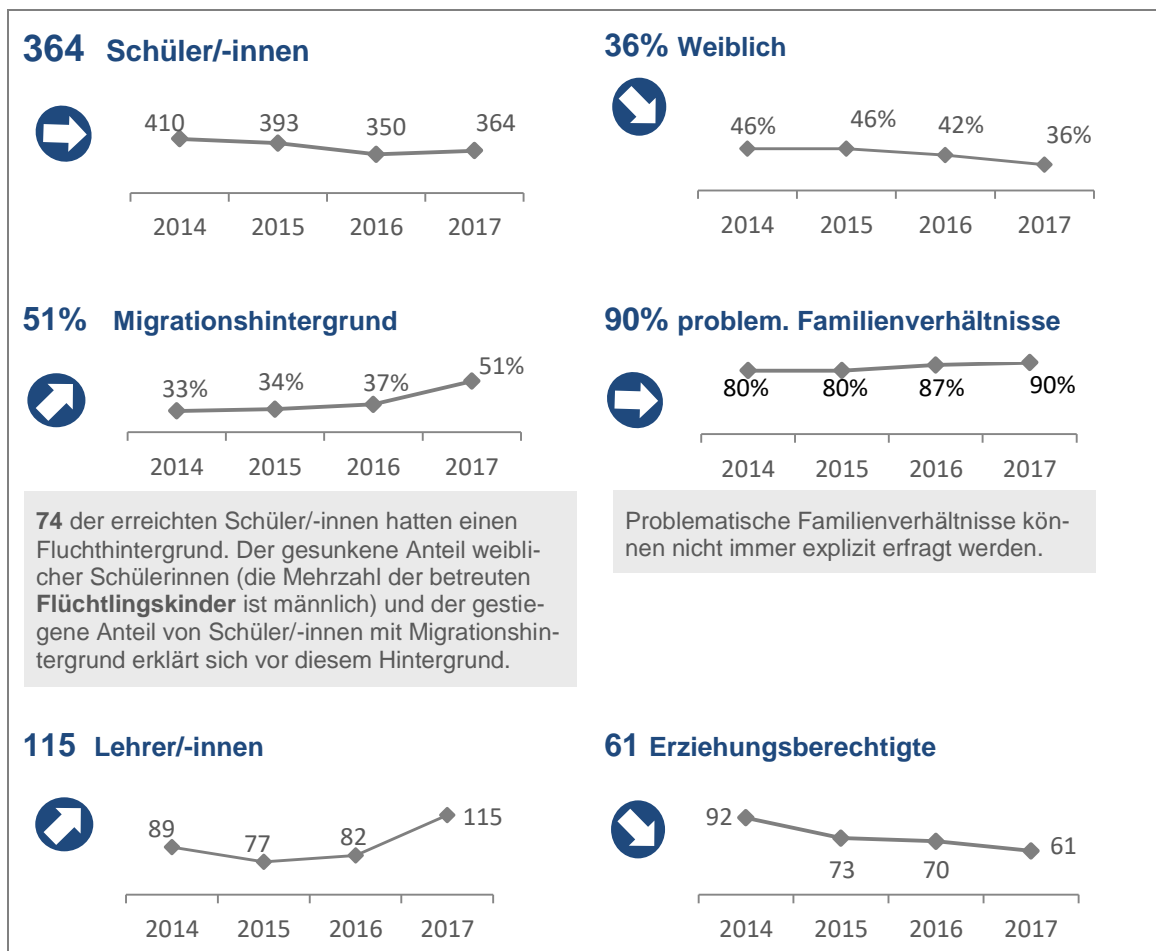 364 Schüler/-innen
410 393 350 364
2014 2015 2016 2017
36% Weiblich
46% 46% 42% 36%
2014 2015 2016 2017
51% Migrationshintergrund
33% 34% 37% 51%
2014 2015 2016 2017
74 der erreichten Schüler/-innen hatten einen
Fluchthintergrund. Der gesunkene Anteil weibli-
cher Schülerinnen (die Mehrzahl der betreuten
Flüchtlingskinder ist männlich) und der gestie-
gene Anteil von Schüler/-innen mit Migrationshin-
tergrund erklärt sich vor diesem Hintergrund.
90% problem. Familienverhältnisse
80% 80% 87% 90%
2014 2015 2016 2017
Problematische Familienverhältnisse kön-
nen nicht immer explizit erfragt werden.
115 Lehrer/-innen
89 77 82 115
2014 2015 2016 2017
61 Erziehungsberechtigte
92 73 70 61
2014 2015 2016 2017